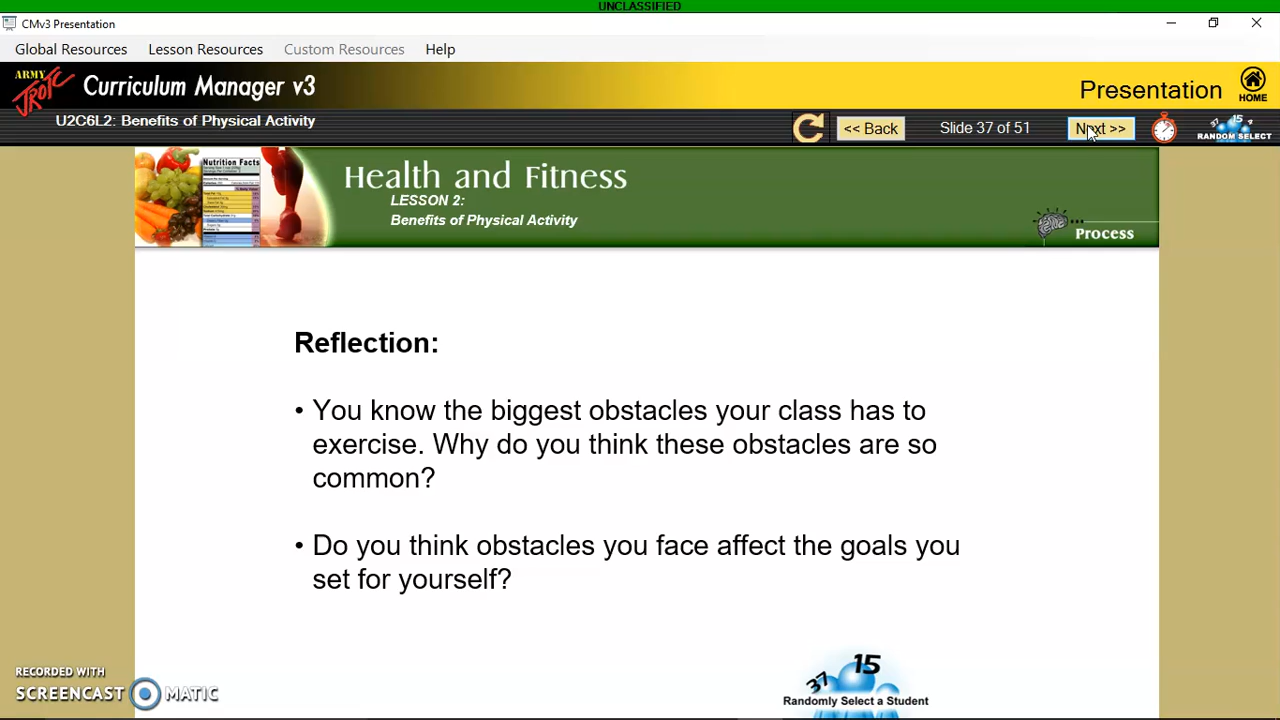 UNCLASSIFIED
CMv3 Presentation
Global Resources Lesson Resources Custom Resources Help
ARMY JROTC Curriculum Manager v3 Presentation HOME
U2C6L2: Benefits of Physical Activity << Back Slide 37 of 51 Next >> 37 15 4 RANDOM SELECT
Nutrition Facts
Health and Fitness
LESSON 2:
Benefits of Physical Activity
Process
Reflection:
• You know the biggest obstacles your class has to
exercise. Why do you think these obstacles are so
common?
• Do you think obstacles you face affect the goals you
set for yourself?
37 15
Randomly Select a Student
RECORDED WITH
SCREENCAST MATIC